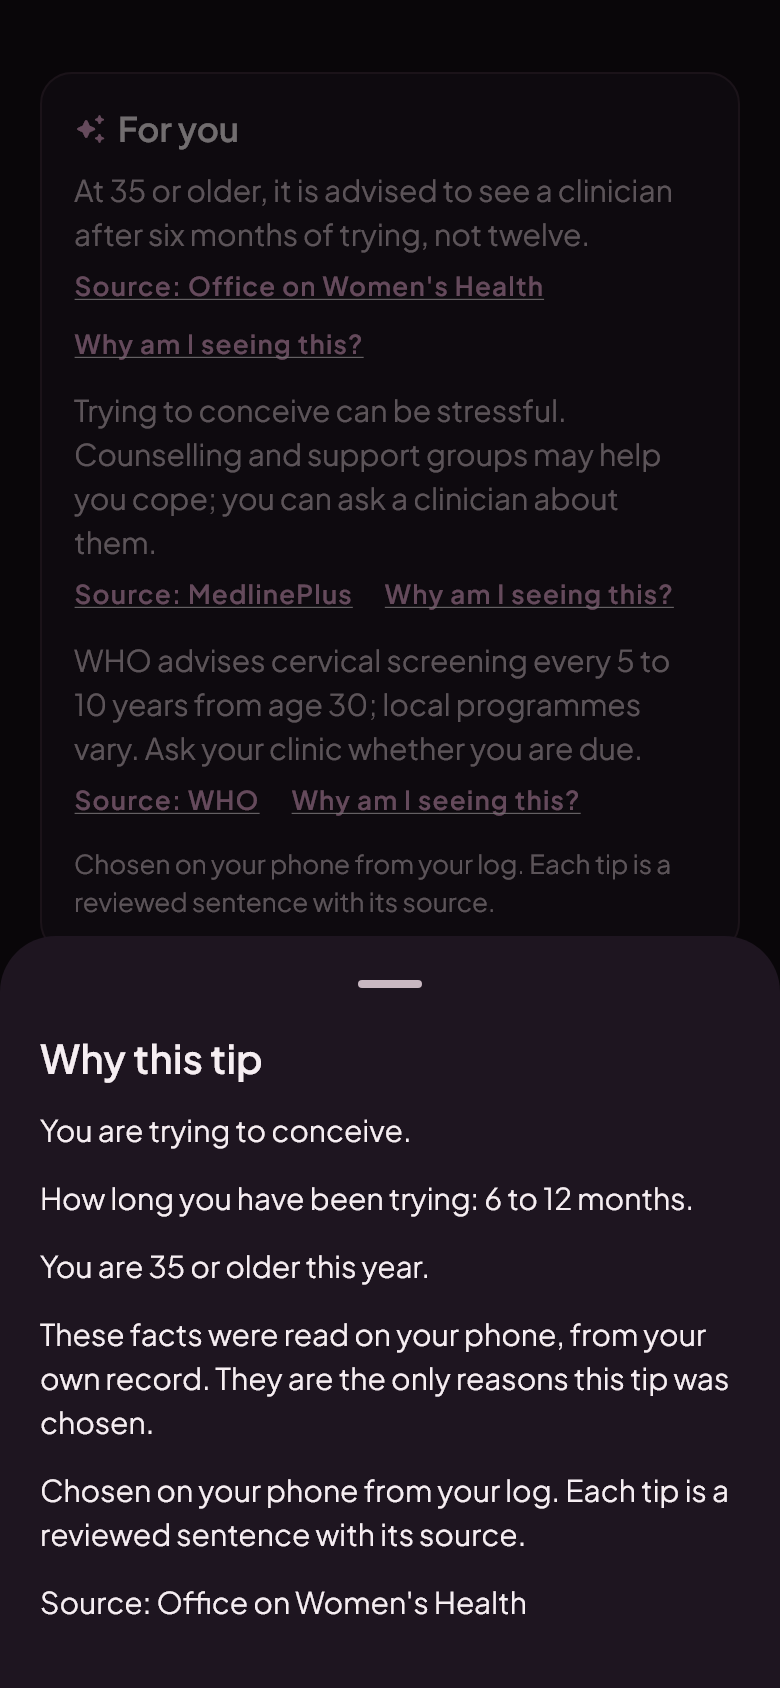 For you
At 35 or older, it is advised to see a clinician
after six months of trying, not twelve.
Source: Office on Women's Health
Why am I seeing this?
Trying to conceive can be stressful.
Counselling and support groups may help
you cope; you can ask a clinician about
them.
Source: MedlinePlus Why am I seeing this?
WHO advises cervical screening every 5 to
10 years from age 30; local programmes
vary. Ask your clinic whether you are due.
Source: WHO Why am I seeing this?
Chosen on your phone from your log. Each tip is a
reviewed sentence with its source.
Why this tip
You are trying to conceive.
How long you have been trying: 6 to 12 months.
You are 35 or older this year.
These facts were read on your phone, from your
own record. They are the only reasons this tip was
chosen.
Chosen on your phone from your log. Each tip is a
reviewed sentence with its source.
Source: Office on Women's Health